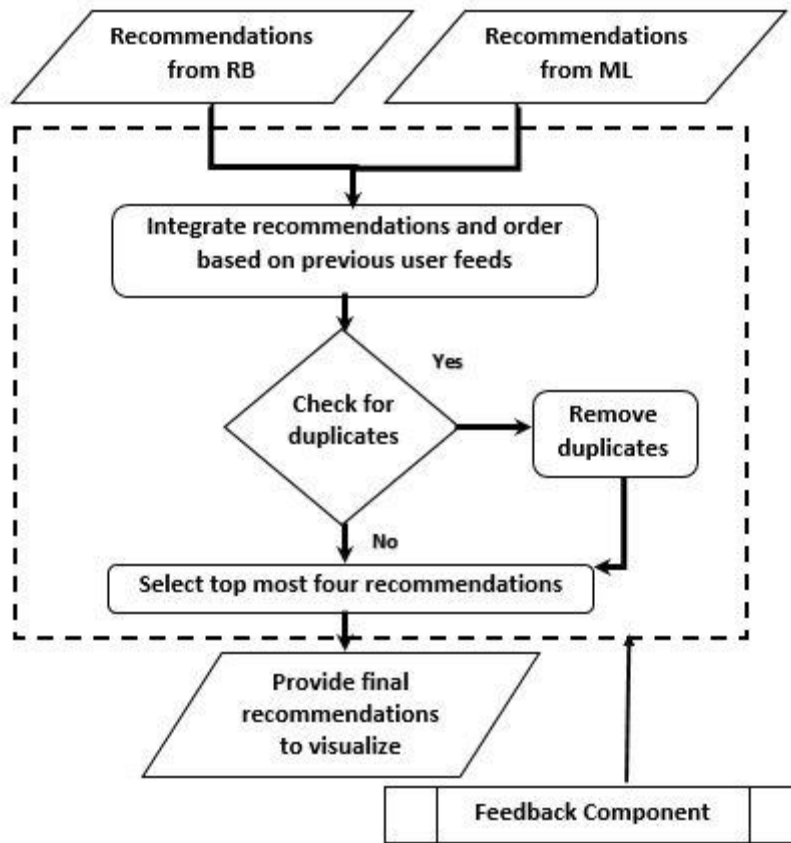 Recommendations
from RB
Recommendations
from ML
Integrate recommendations and order
based on previous user feeds
Yes
Check for
duplicates
Remove
duplicates
No
Select top most four recommendations
Provide final
recommendations
to visualize
Feedback Component